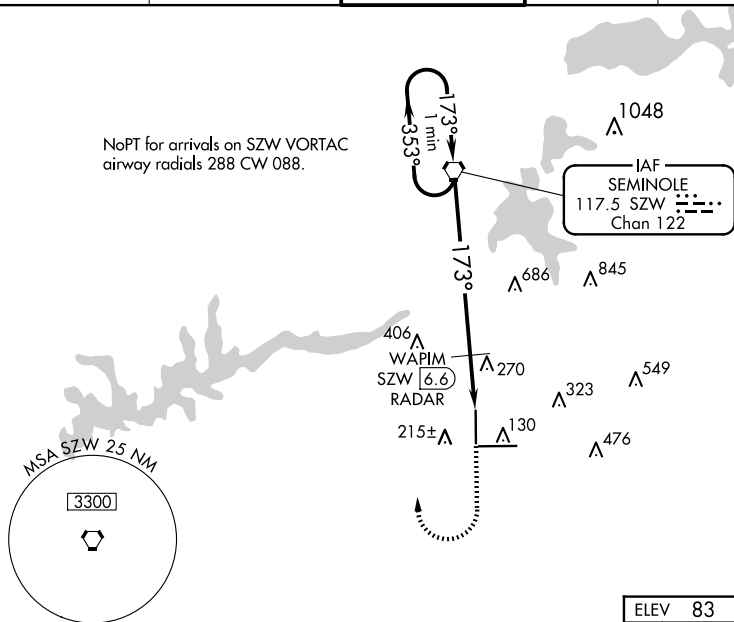 NoPT for arrivals on SZW VORTAC
airway radials 288 CW 088.
173°
1 min
353°
1048
IAF
SEMINOLE
117.5 SZW
Chan 122
173°
686
845
406
WAPIM
SZW 6.6
RADAR
270
323
549
215±
130
476
MSA SZW 25 NM
3300
ELEV 83